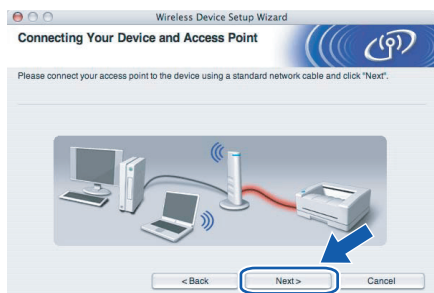 Wireless Device Setup Wizard
Connecting Your Device and Access Point
Please connect your access point to the device using a standard network cable and click "Next".
< Back
Next >
Cancel